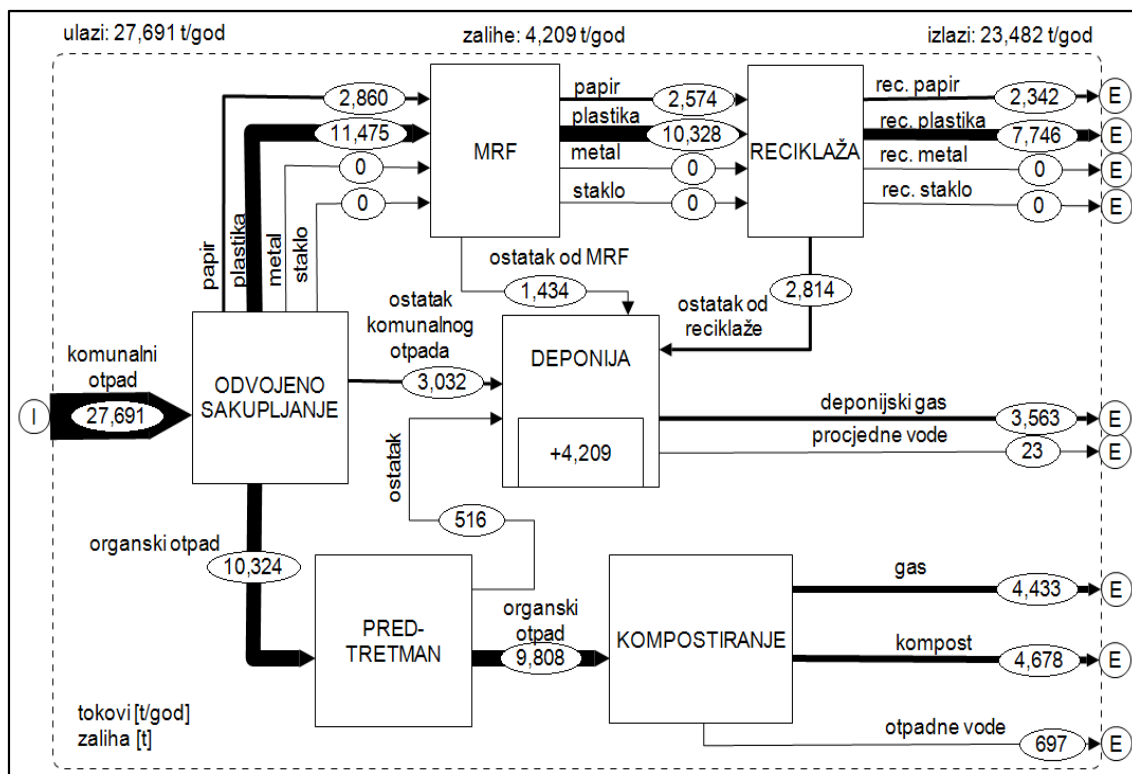 ulazi: 27,691 t/god
zalihe: 4,209 t/god
izlazi: 23,482 t/god
papir
2,860
plastika
11,475
metal
0
staklo
0
MRF
papir
2,574
plastika
10,328
metal
0
staklo
0
RECIKLAŽA
rec. papir
2,342
E
rec. plastika
7,746
E
rec. metal
0
E
rec. staklo
0
E
ostatak od MRF
1,434
ostatak od
reciklaže
2,814
komunalni
otpad
I
27,691
ODVOJENO
SAKUPLJANJE
ostatak
komunalnog
otpada
3,032
DEPONIJA
+4,209
deponijski gas
3,563
E
procjedne vode
23
E
ostatak
516
organski otpad
10,324
PRED-
TRETMAN
organski
otpad
9,808
KOMPOSTIRANJE
gas
4,433
E
kompost
4,678
E
otpadne vode
697
E
tokovi [t/god]
zaliha [t]